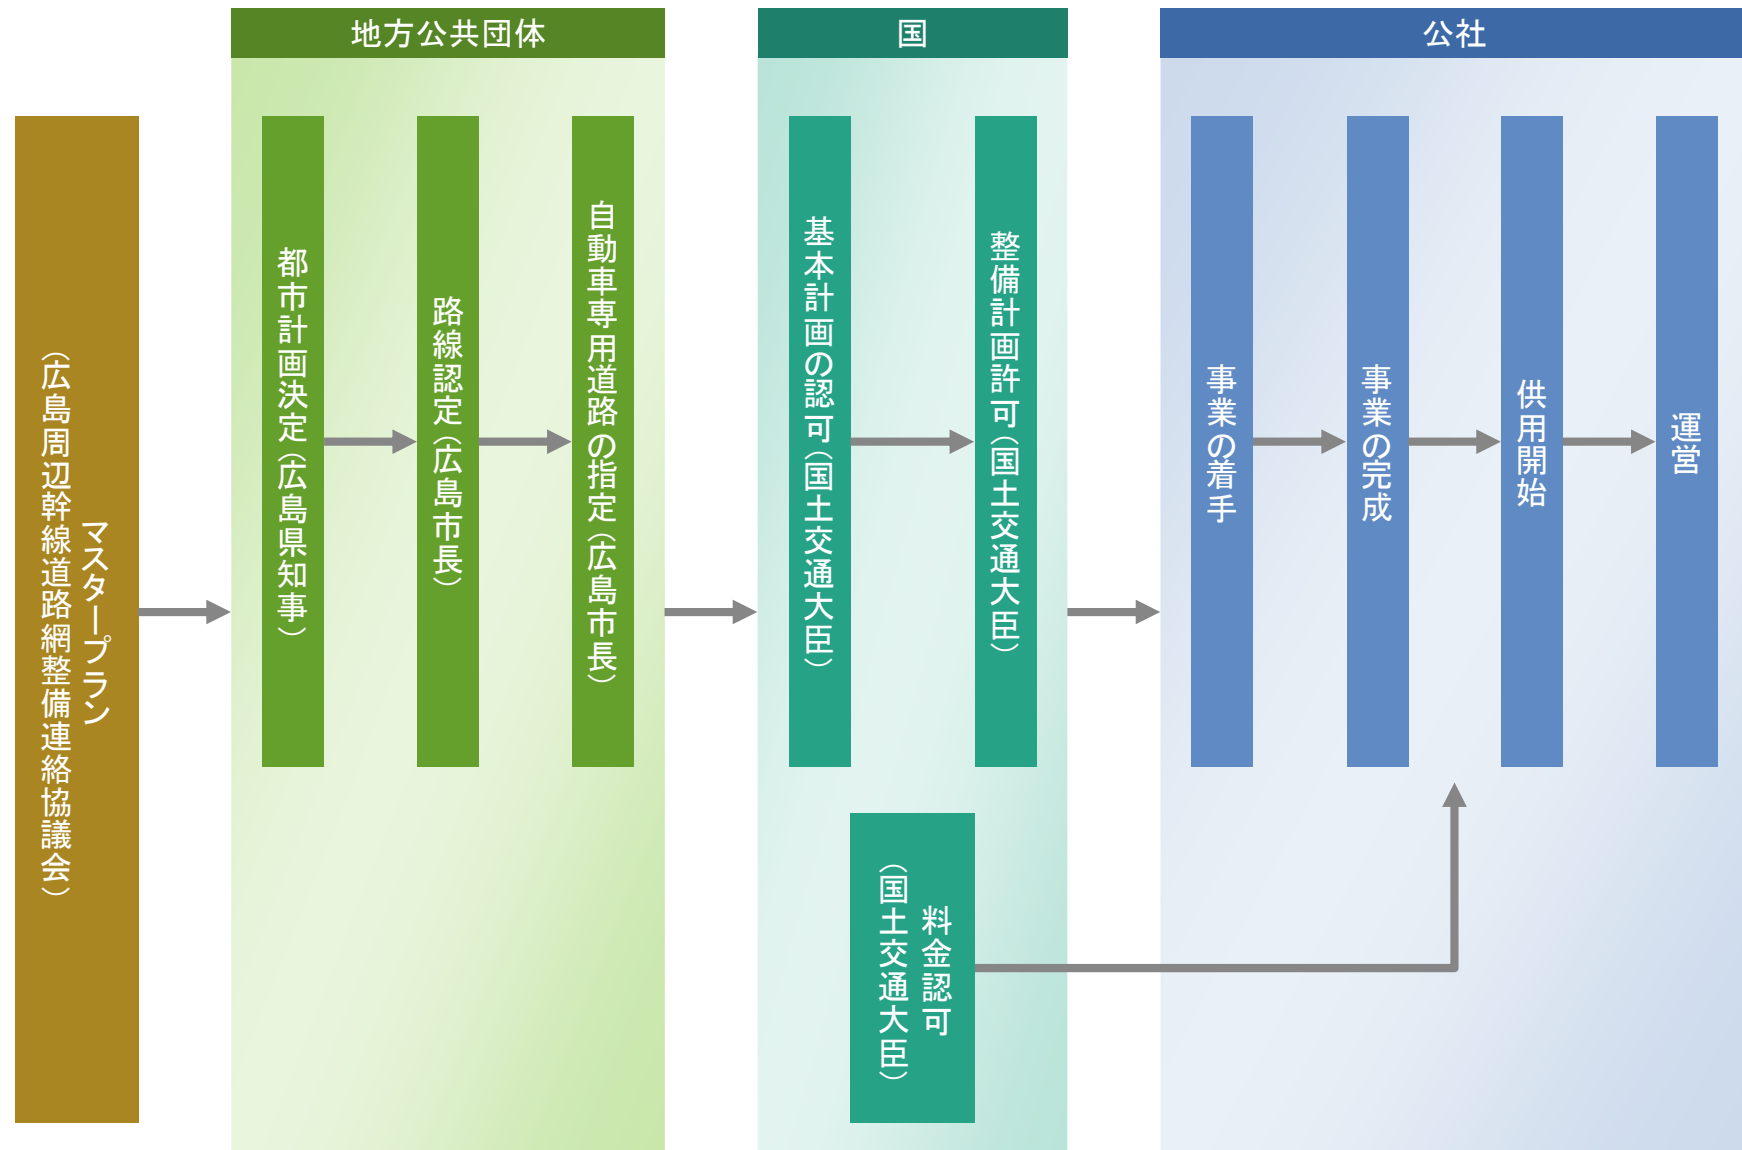 マスタープラン
（広島周辺幹線道路網整備連絡協議会）
地方公共団体
都市計画決定（広島県知事）
路線認定（広島市長）
自動車専用道路の指定（広島市長）
国
基本計画の認可（国土交通大臣）
整備計画許可（国土交通大臣）
料金認可
（国土交通大臣）
公社
事業の着手
事業の完成
供用開始
運営